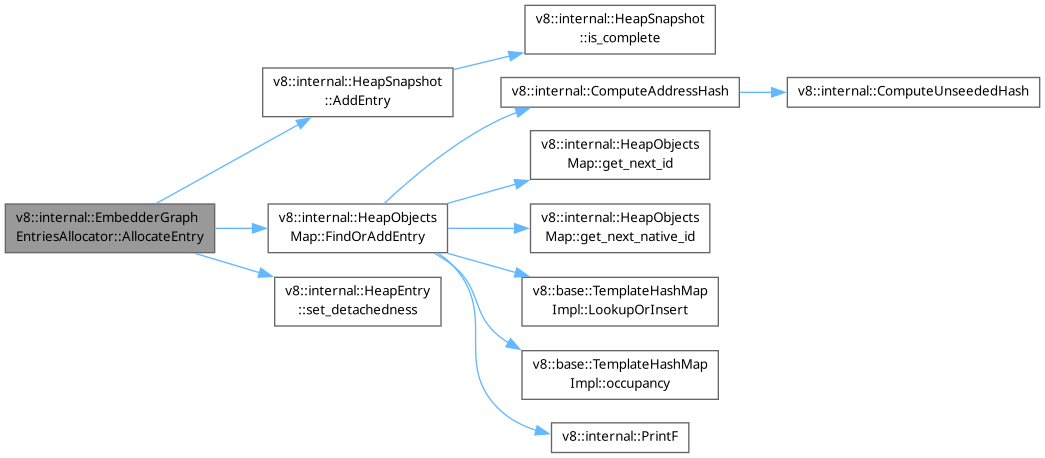 v8::internal::HeapSnapshot
::is_complete
v8::internal::HeapSnapshot
::AddEntry
v8::internal::ComputeAddressHash
v8::internal::ComputeUnseededHash
v8::internal::HeapObjects
Map::get_next_id
v8::internal::EmbedderGraph
EntriesAllocator::AllocateEntry
v8::internal::HeapObjects
Map::FindOrAddEntry
v8::internal::HeapObjects
Map::get_next_native_id
v8::internal::HeapEntry
::set_detachedness
v8::base::TemplateHashMap
Impl::LookupOrInsert
v8::base::TemplateHashMap
Impl::occupancy
v8::internal::PrintF